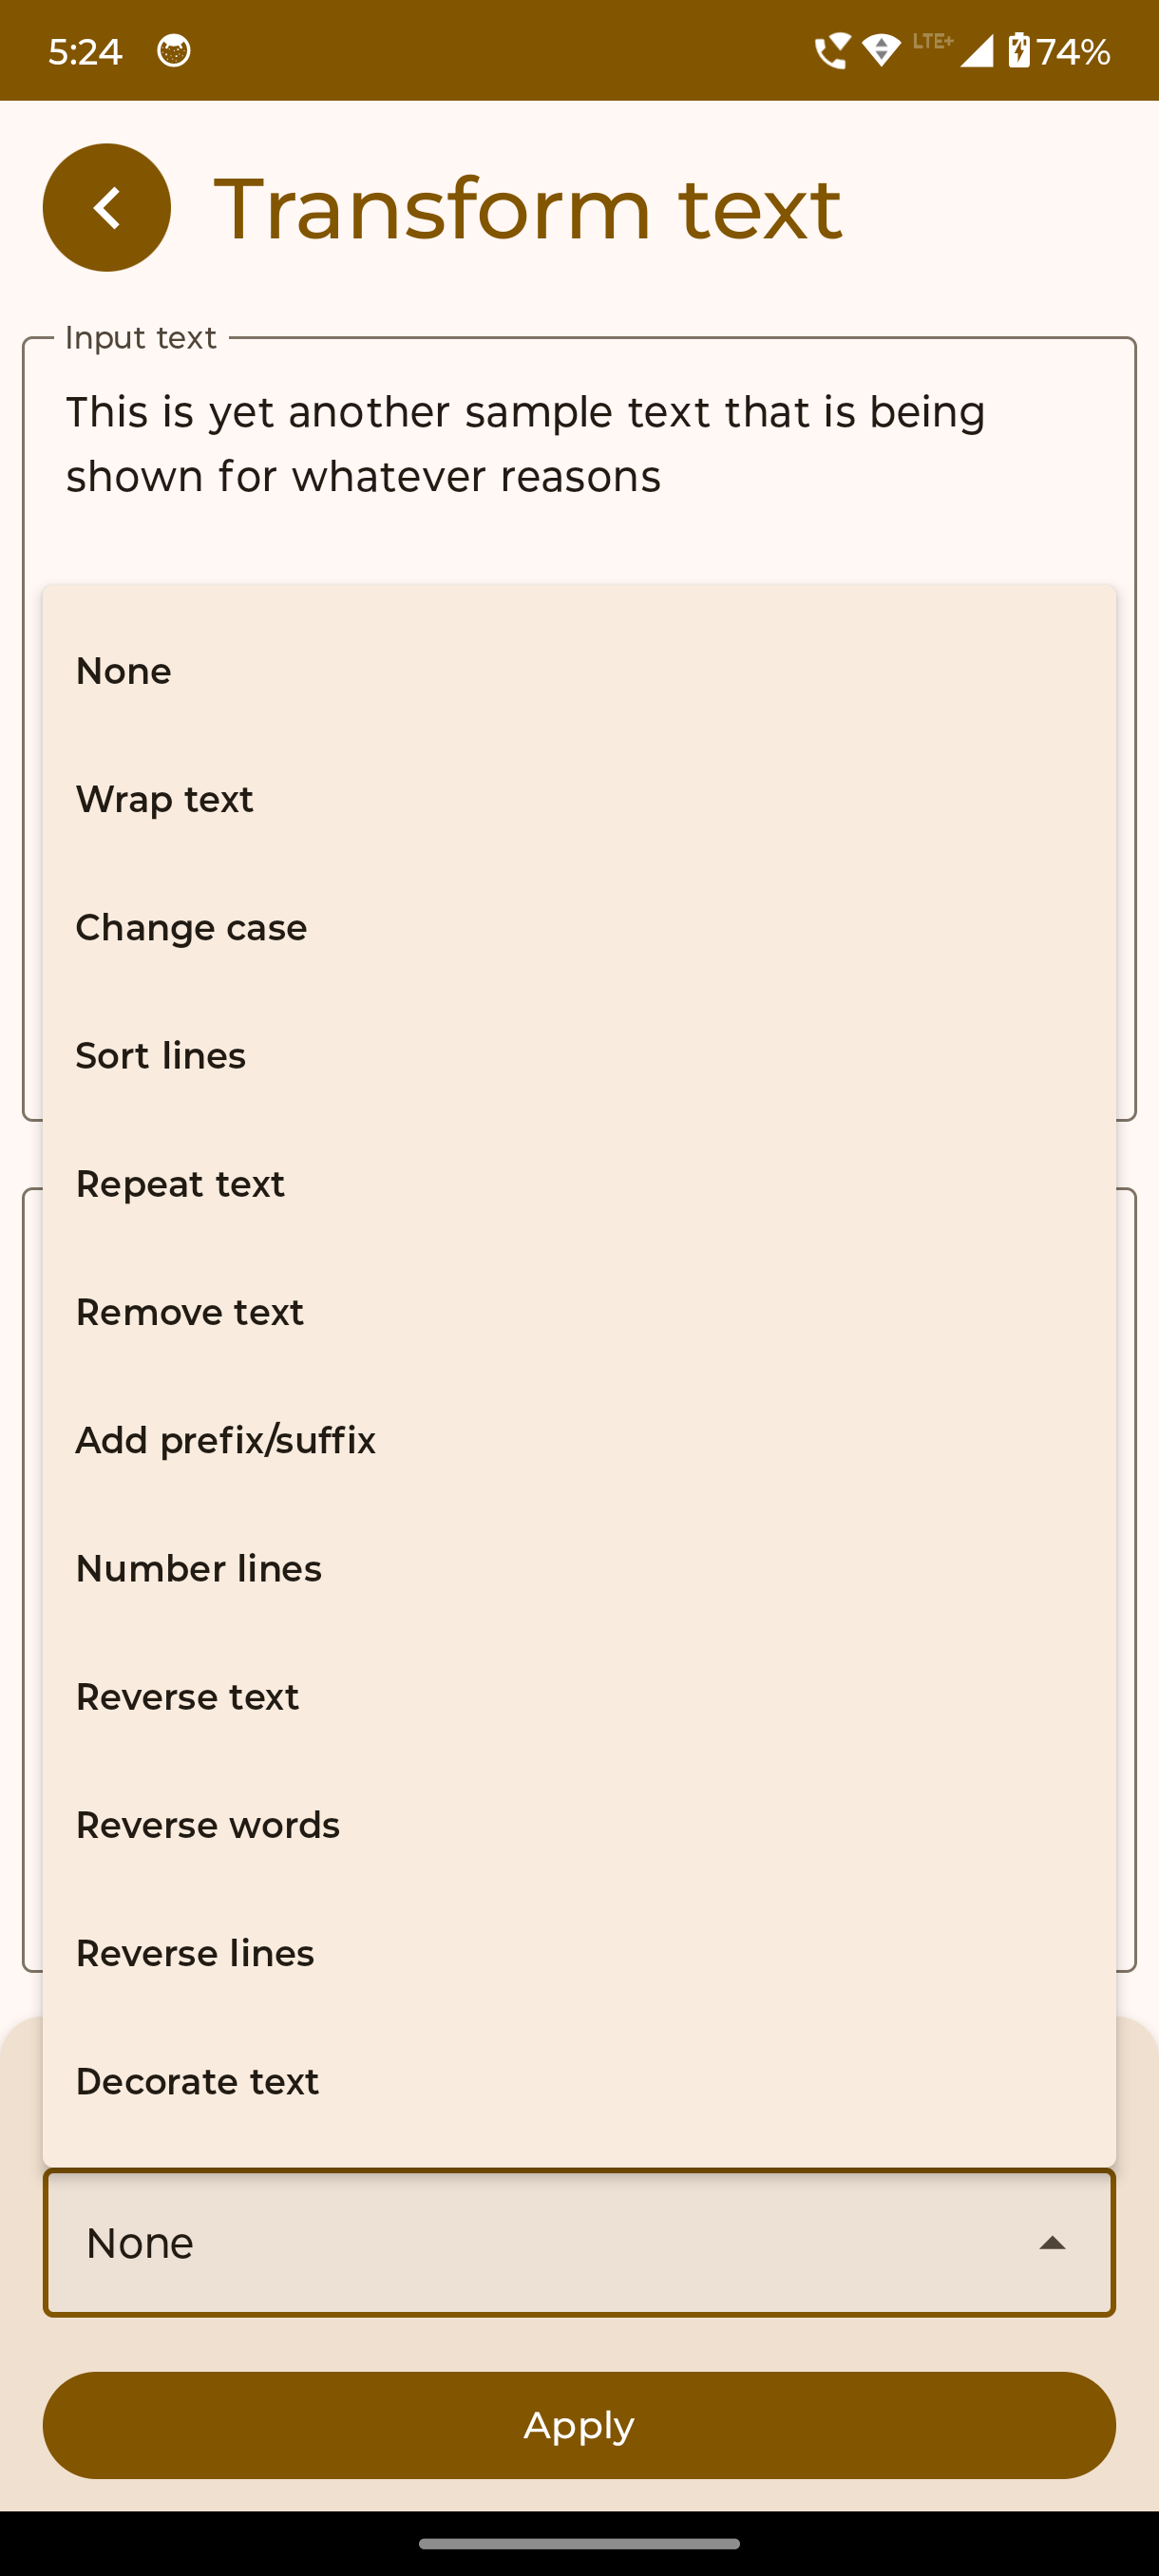 5:24
LTE+
74%
Transform text
Input text
This is yet another sample text that is being
shown for whatever reasons
None
Wrap text
Change case
Sort lines
Repeat text
Remove text
Add prefix/suffix
Number lines
Reverse text
Reverse words
Reverse lines
Decorate text
None
Apply